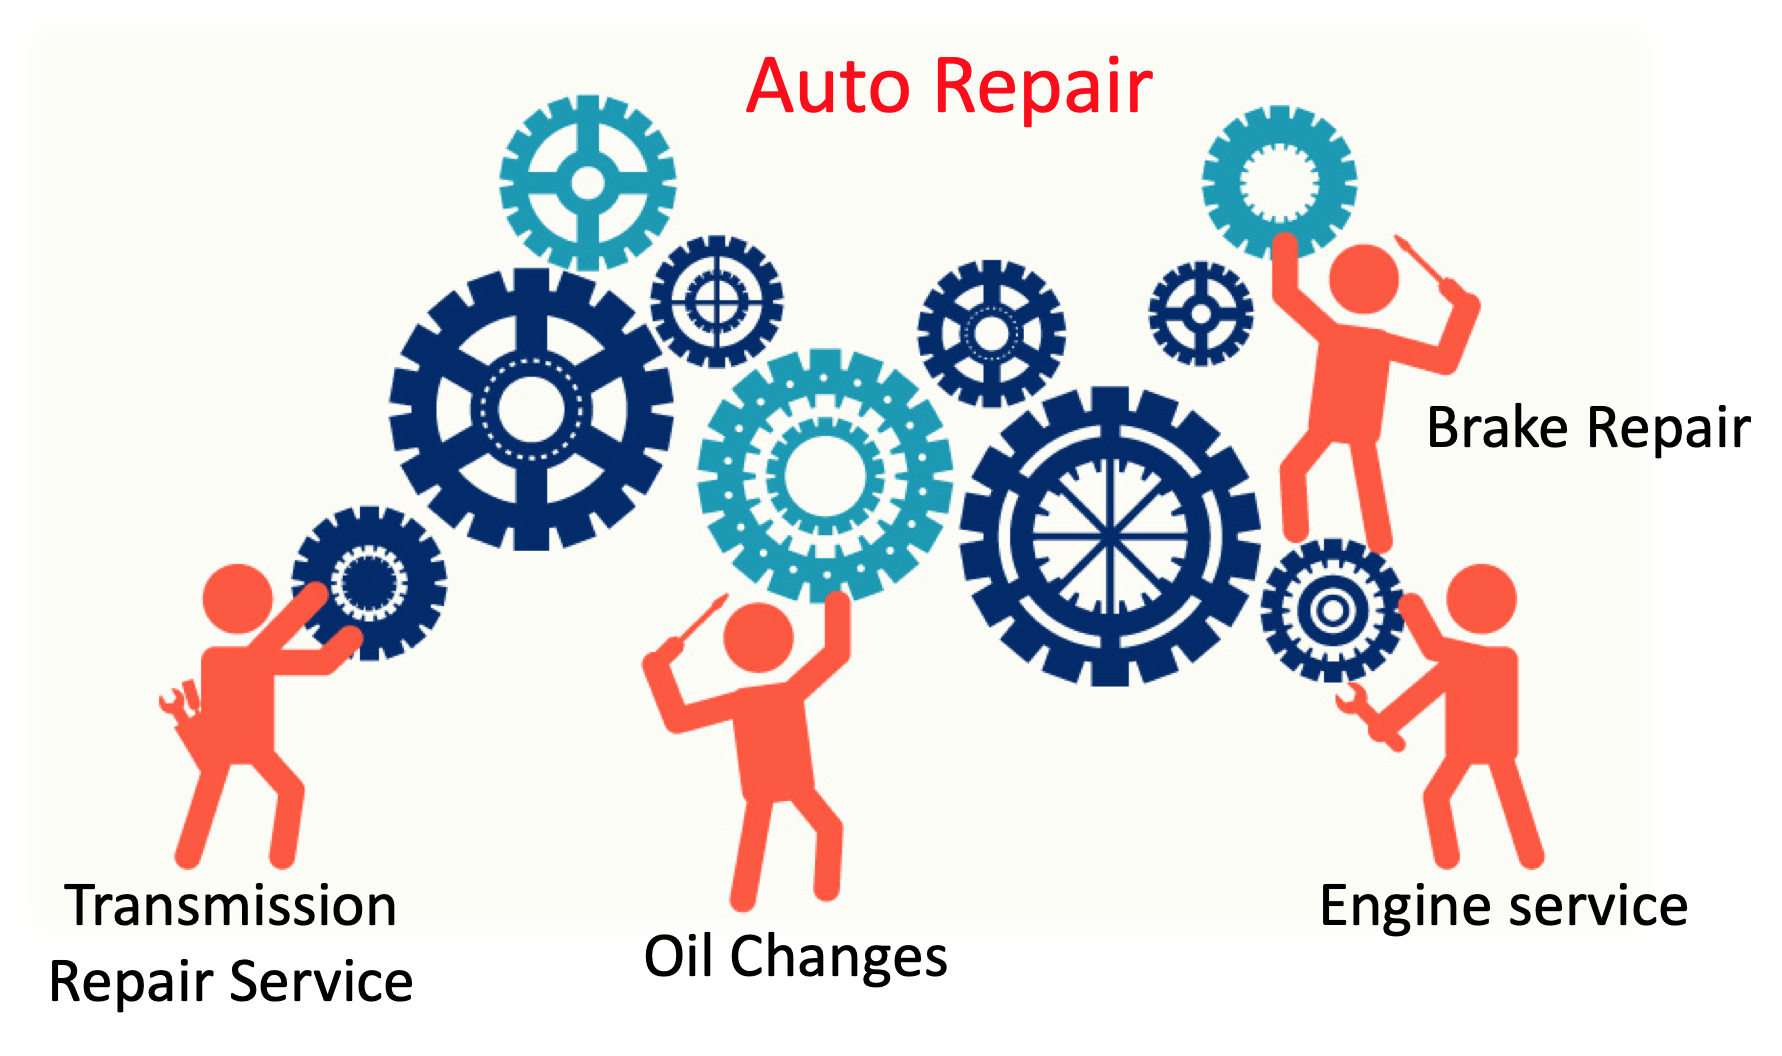 Auto Repair
Brake Repair
Transmission
Repair Service
Oil Changes
Engine service